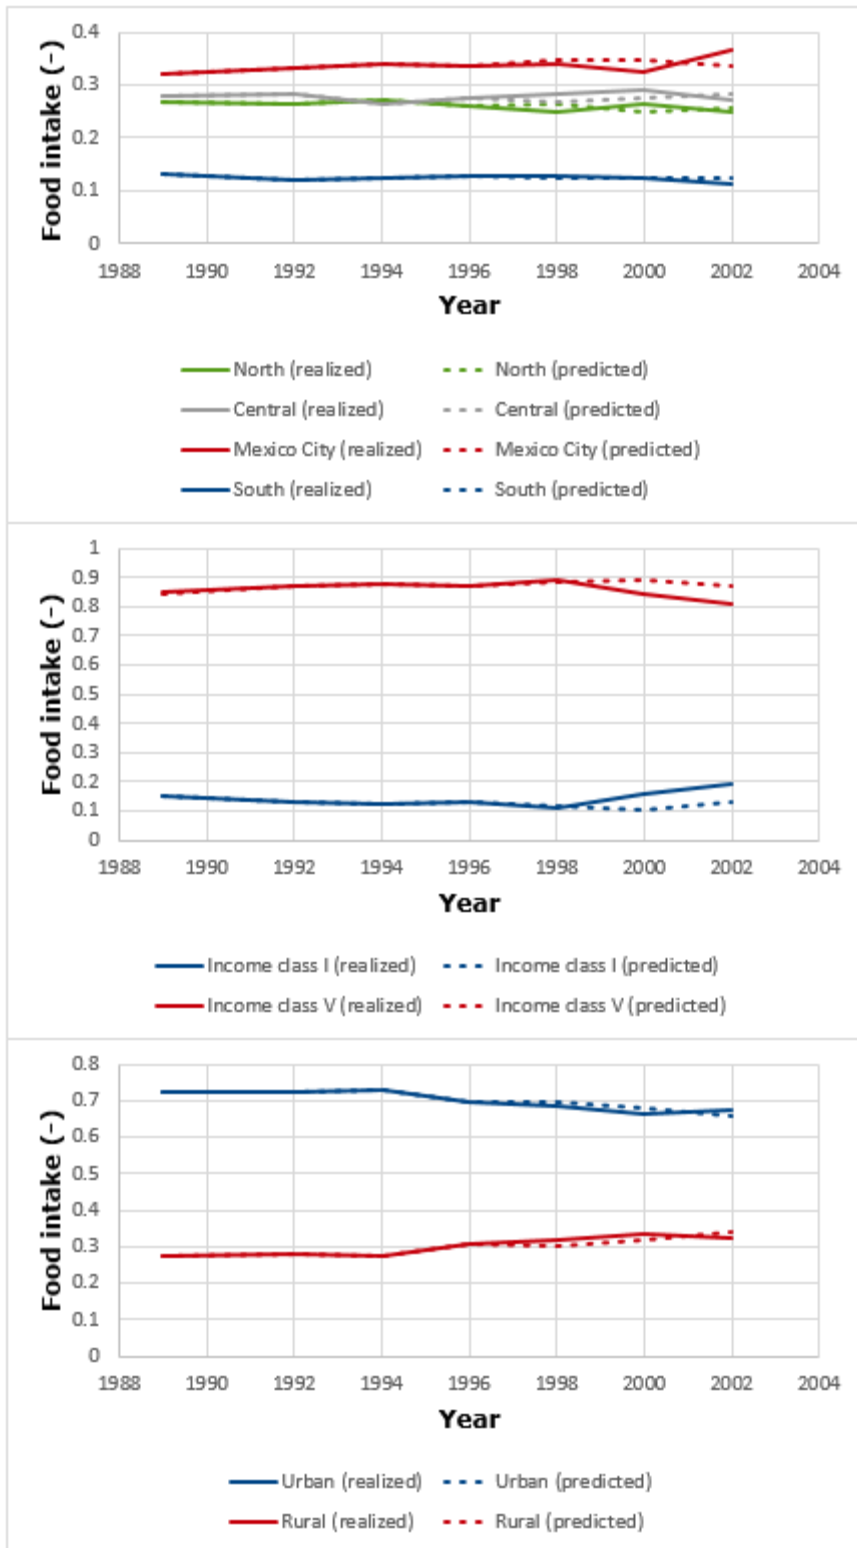 0.4
0.3
0.2
0.1
0
Food intake (-)
1988 1990 1992 1994 1996 1998 2000 2002 2004
Year
North (realized) North (predicted)
Central (realized) Central (predicted)
Mexico City (realized) Mexico City (predicted)
South (realized) South (predicted)
1
0.9
0.8
0.7
0.6
0.5
0.4
0.3
0.2
0.1
0
Food intake (-)
1988 1990 1992 1994 1996 1998 2000 2002 2004
Year
Income class I (realized) Income class I (predicted)
Income class V (realized) Income class V (predicted)
0.8
0.7
0.6
0.5
0.4
0.3
0.2
0.1
0
Food intake (-)
1988 1990 1992 1994 1996 1998 2000 2002 2004
Year
Urban (realized) Urban (predicted)
Rural (realized) Rural (predicted)